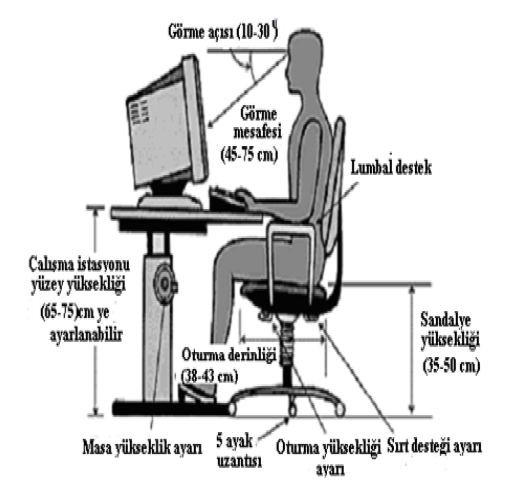 Görme açısı (10-30°)
Görme
mesafesi
(45-75 cm)
Lumbal destek
Çalışma istasyonu
yüzey yüksekliği
(65-75)cm ye
ayarlanabilir
Sandalye
yüksekliği
(35-50 cm)
Oturma derinliği
(38-43 cm)
Masa yükseklik ayarı
5 ayak
uzantısı
Oturma yüksekliği
ayarı
Sırt desteği ayarı